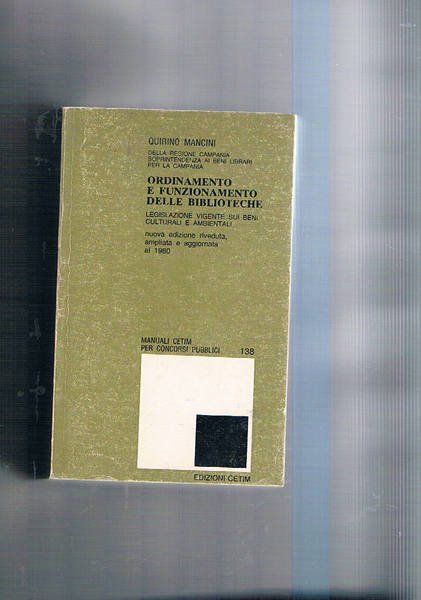 QUIRINO MANCINI
DELLA REGIONE CAMPANIA
SOPRINTENDENZA AI BENI LIBRARI
PER LA CAMPANIA
ORDINAMENTO
E FUNZIONAMENTO
DELLE BIBLIOTECHE
LEGISLAZIONE VIGENTE SUI BENI
CULTURALI E AMBIENTALI
nuova edizione riveduta,
ampliata e aggiornata
al 1980
MANUALI CETIM
PER CONCORSI PUBBLICI 138
EDIZIONI CETIM